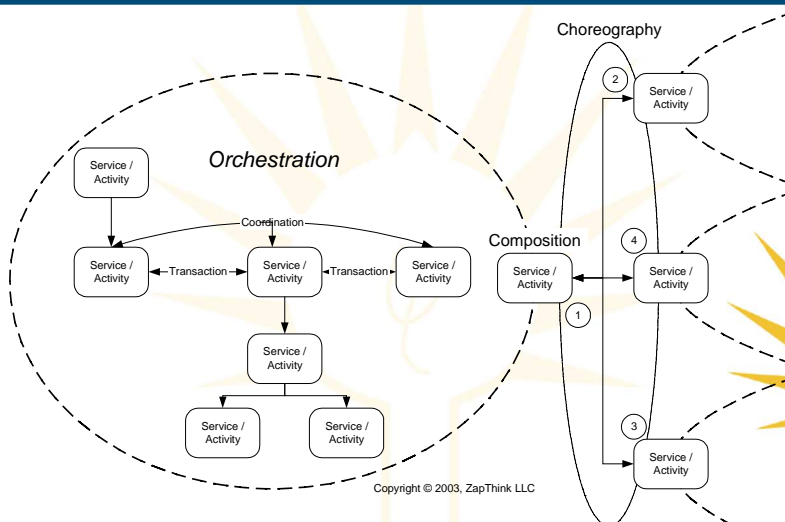 Choreography
2
Service /
Activity
Orchestration
Service /
Activity
Coordination
Composition
4
Service /
Activity
Transaction
Service /
Activity
Transaction
Service /
Activity
Service /
Activity
Service /
Activity
1
Service /
Activity
Service /
Activity
Service /
Activity
3
Service /
Activity
Copyright © 2003, ZapThink LLC